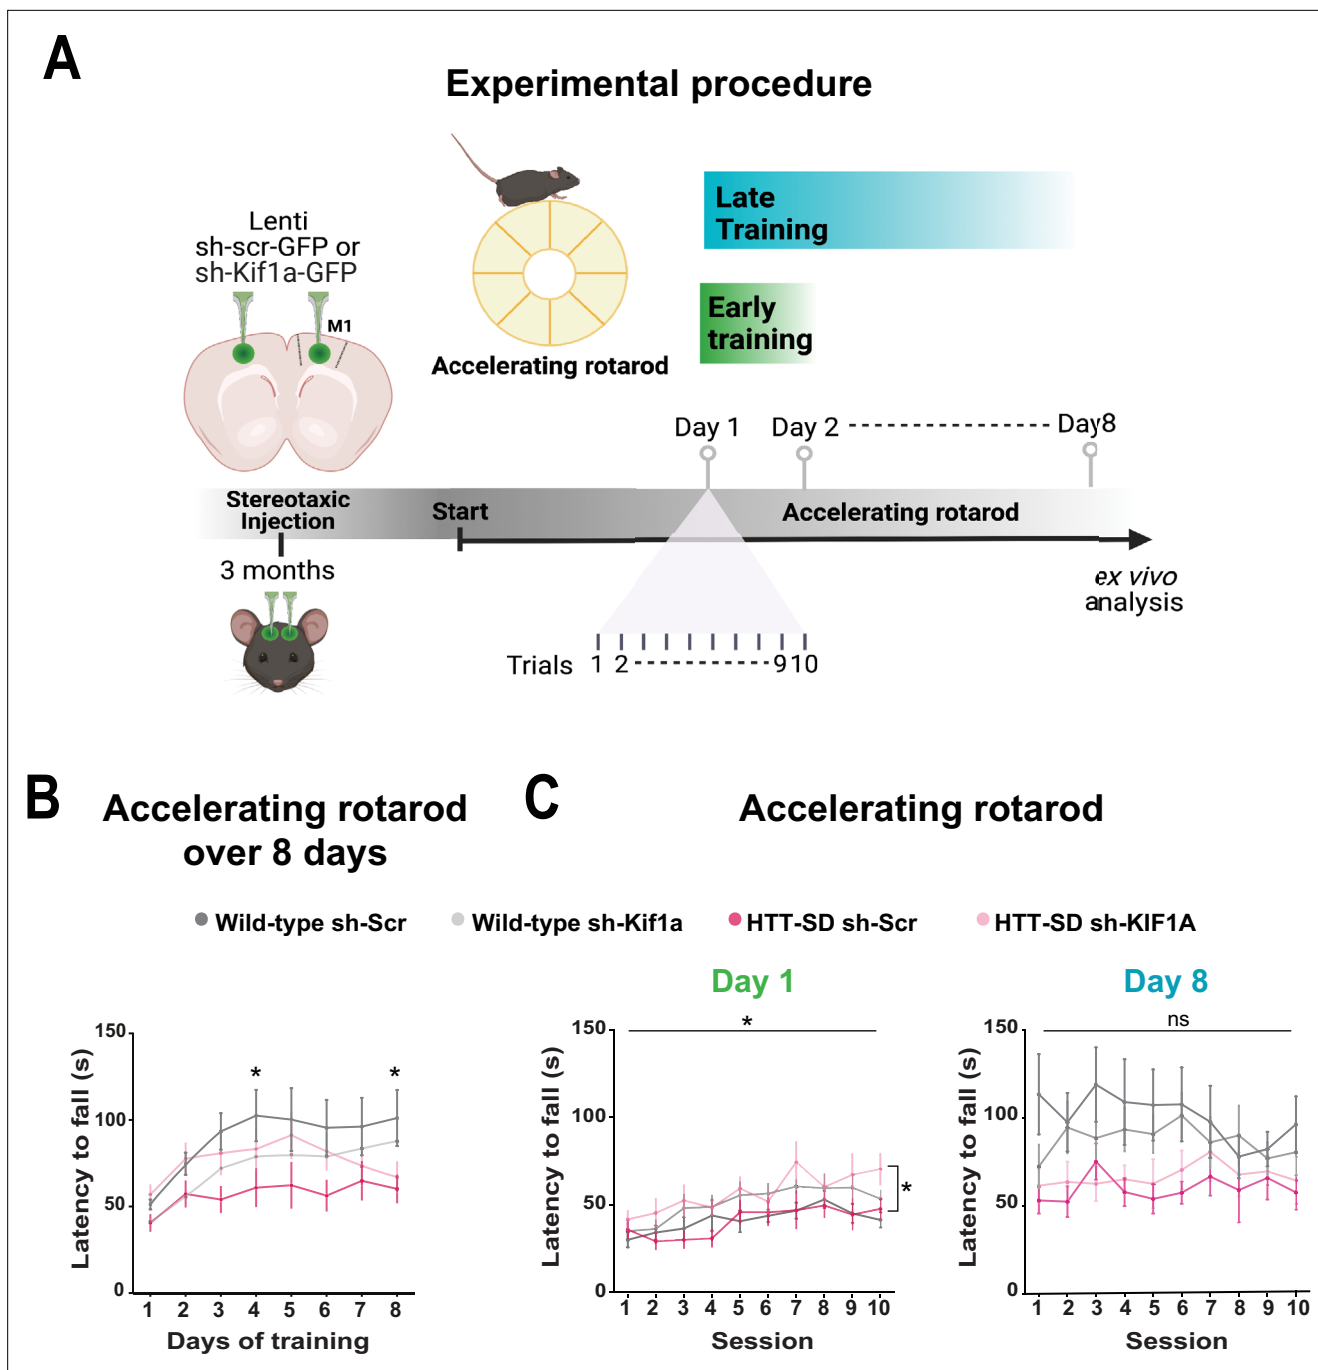 A
Experimental procedure
Lenti
sh-scr-GFP or
sh-Kif1a-GFP
M1
Accelerating rotarod
Late
Training
Early
training
Day 1
Day 2
Day8
Stereotaxic
Injection
Start
Accelerating rotarod
3 months
ex vivo
analysis
Trials 1 2 9 10
B
Accelerating rotarod
over 8 days
C
Accelerating rotarod
Wild-type sh-Scr
Wild-type sh-Kif1a
HTT-SD sh-Scr
HTT-SD sh-KIF1A
Day 1
Day 8
Latency to fall (s)
150
100
50
0
* *
1 2 3 4 5 6 7 8
Days of training
Latency to fall (s)
150
100
50
0
*
*
1 2 3 4 5 6 7 8 9 10
Session
Latency to fall (s)
150
100
50
0
ns
1 2 3 4 5 6 7 8 9 10
Session